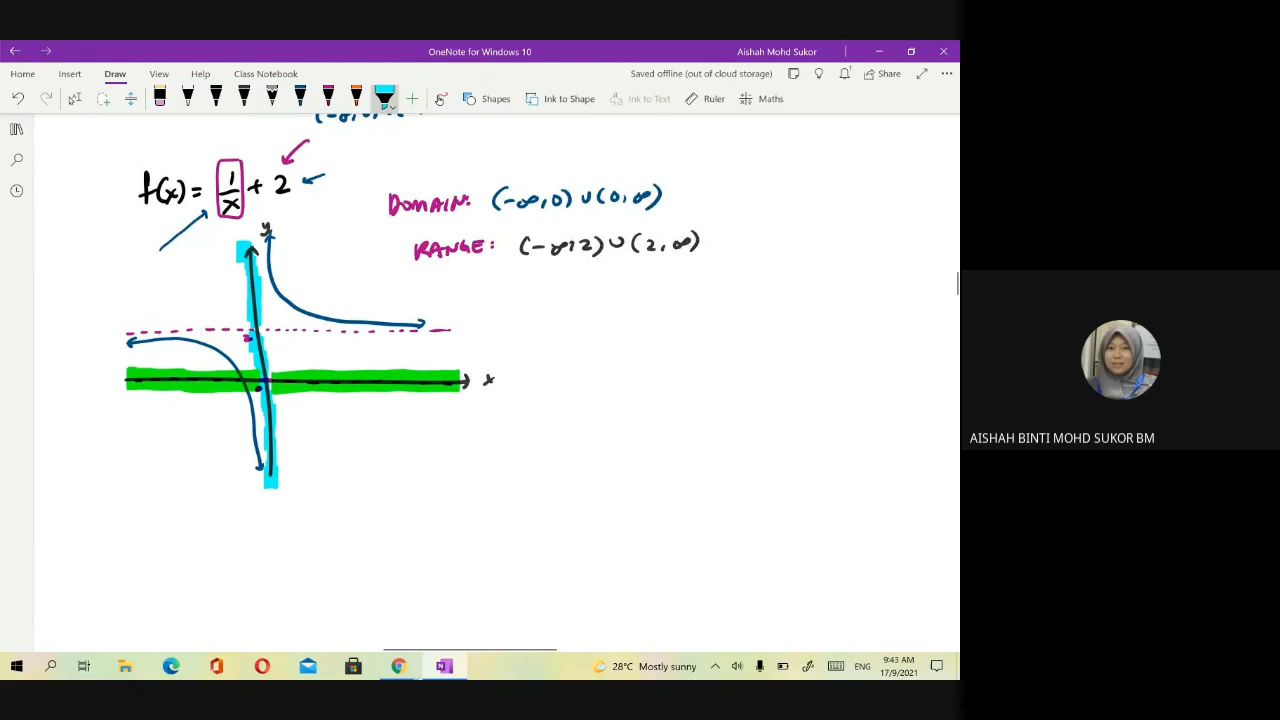 OneNote for Windows 10
Aishah Mohd Sukor
Home Insert Draw View Help Class Notebook
Saved offline (out of cloud storage)
Share
Shapes Ink to Shape Ink to Text Ruler Maths
f(x) = 1/x + 2
DOMAIN: (-∞, 0) ∪ (0, ∞)
RANGE: (-∞, 2) ∪ (2, ∞)
y
2
x
AISHAH BINTI MOHD SUKOR BM
28°C Mostly sunny
ENG
9:43 AM
17/9/2021